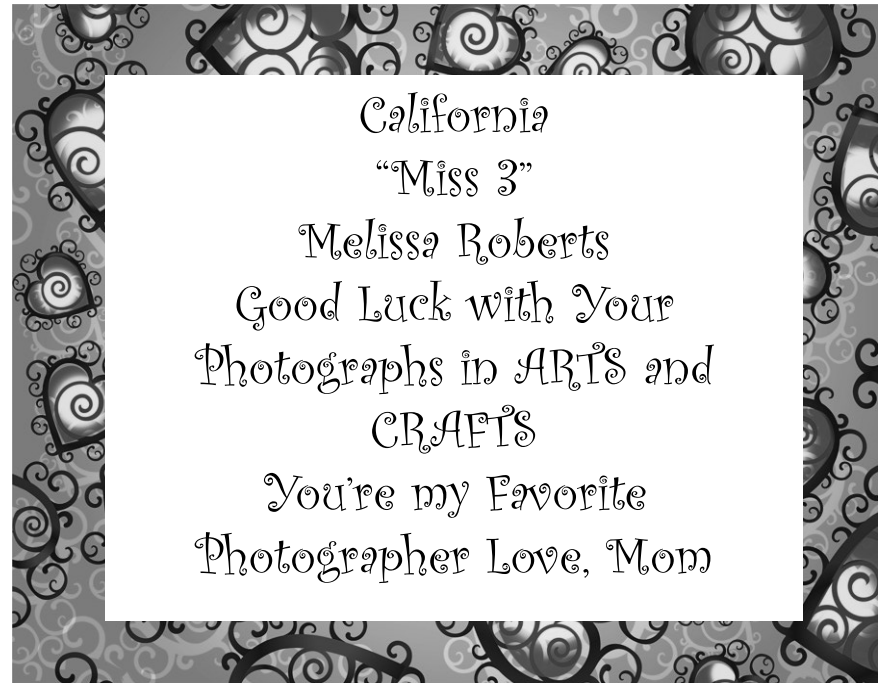 California
“Miss 3”
Melissa Roberts
Good Luck with Your
Photographs in ARTS and
CRAFTS
You’re my Favorite
Photographer Love, Mom